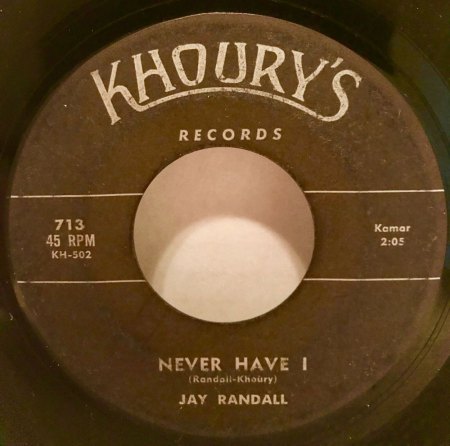 KHOURY'S
RECORDS
713
45 RPM
KH-502
Kamar
2:05
NEVER HAVE I
(Randall-Khoury)
JAY RANDALL